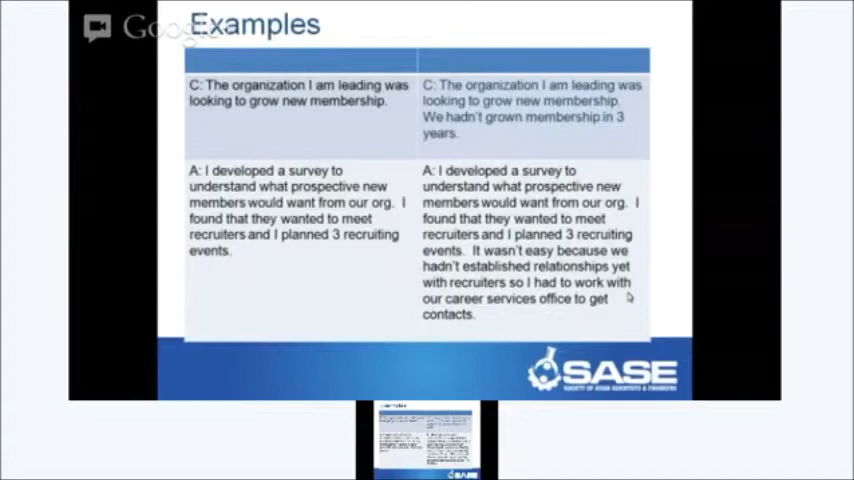 Google
Examples
C: The organization I am leading was
looking to grow new membership.
C: The organization I am leading was
looking to grow new membership.
We hadn't grown membership in 3
years.
A: I developed a survey to
understand what prospective new
members would want from our org. I
found that they wanted to meet
recruiters and I planned 3 recruiting
events.
A: I developed a survey to
understand what prospective new
members would want from our org. I
found that they wanted to meet
recruiters and I planned 3 recruiting
events. It wasn't easy because we
hadn't established relationships yet
with recruiters so I had to work with
our career services office to get
contacts.
SASE
SOCIETY OF ASIAN SCIENTISTS & ENGINEERS